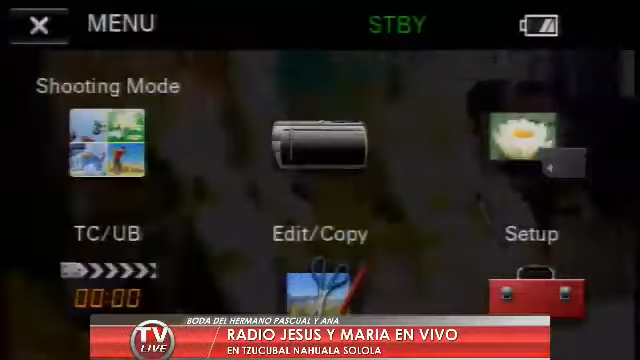 MENU
STBY
Shooting Mode
TC/UB
Edit/Copy
Setup
00:00
BODA DEL HERMANO PASCUAL Y ANA
TV
LIVE
RADIO JESUS Y MARIA EN VIVO
EN TZUCUBAL NAHUALA SOLOLA